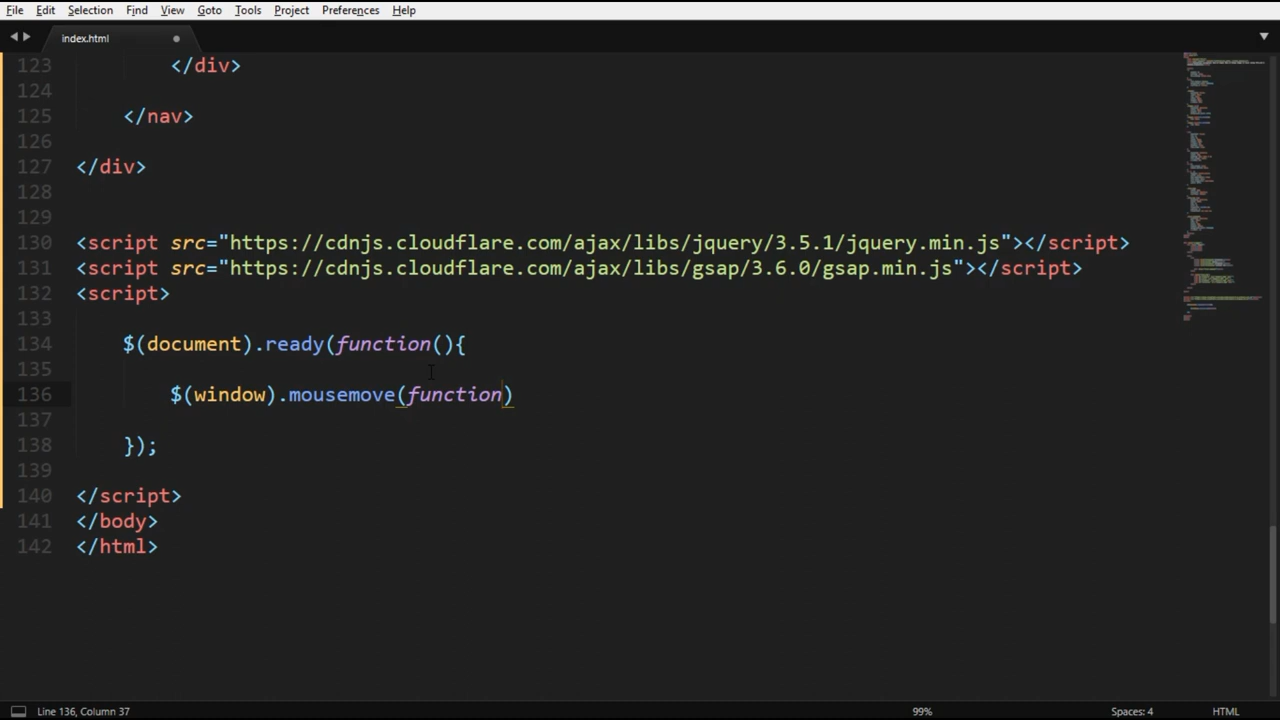 File Edit Selection Find View Goto Tools Project Preferences Help
index.html
123 </div>
124
125 </nav>
126
127 </div>
128
129
130 <script src="https://cdnjs.cloudflare.com/ajax/libs/jquery/3.5.1/jquery.min.js"></script>
131 <script src="https://cdnjs.cloudflare.com/ajax/libs/gsap/3.6.0/gsap.min.js"></script>
132 <script>
133
134 $(document).ready(function(){
135
136 $(window).mousemove(function)
137
138 });
139
140 </script>
141 </body>
142 </html>
Line 136, Column 37 99% Spaces: 4 HTML